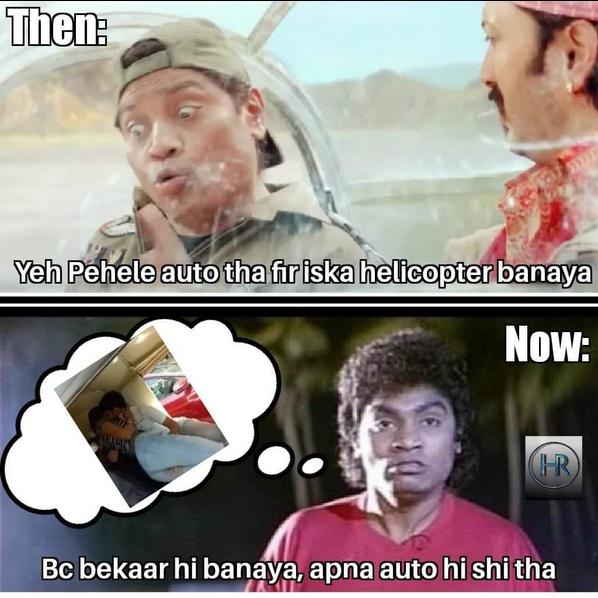 Then:
Yeh Pehele auto tha fir iska helicopter banaya
Now:
HR
Bc bekaar hi banaya, apna auto hi shi tha